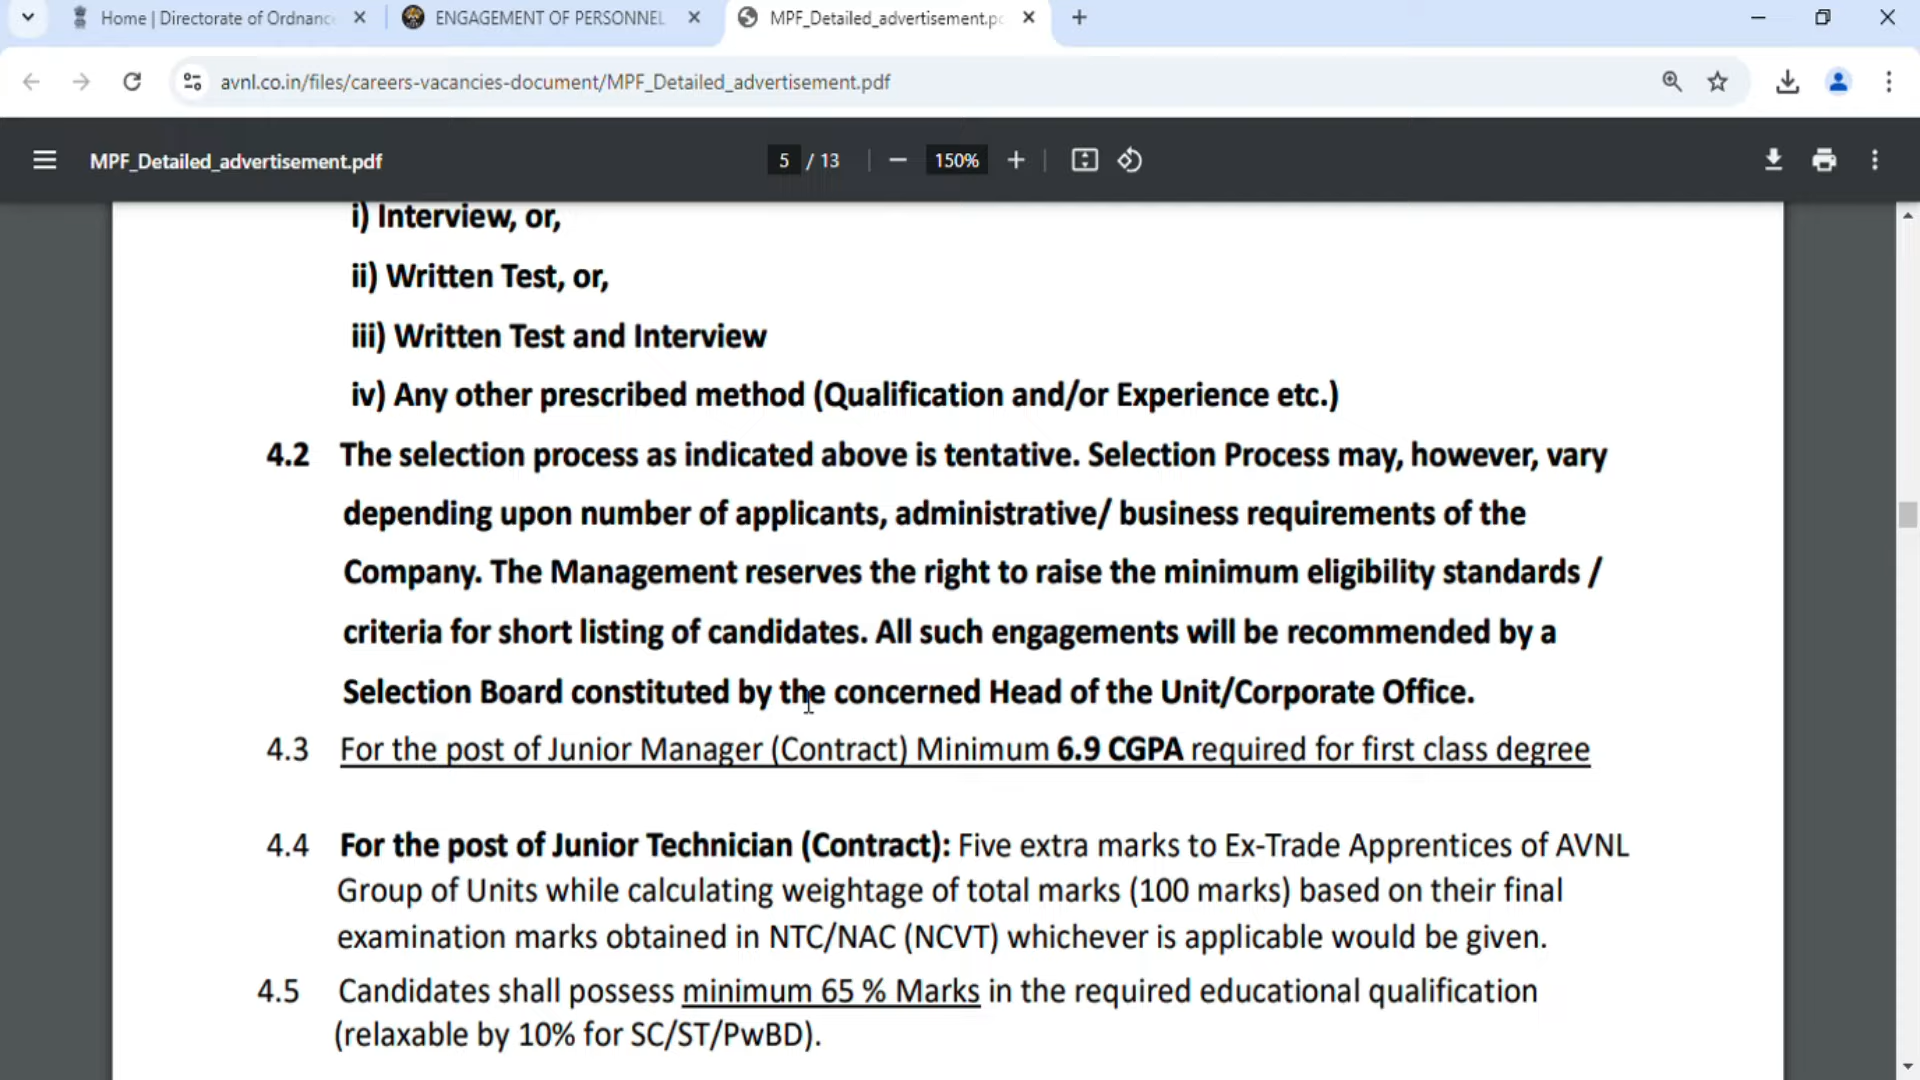 Home | Directorate of Ordnanc
ENGAGEMENT OF PERSONNEL
MPF_Detailed_advertisement.pd
avnl.co.in/files/careers-vacancies-document/MPF_Detailed_advertisement.pdf
MPF_Detailed_advertisement.pdf
5 / 13
150%
i) Interview, or,
ii) Written Test, or,
iii) Written Test and Interview
iv) Any other prescribed method (Qualification and/or Experience etc.)
4.2 The selection process as indicated above is tentative. Selection Process may, however, vary
depending upon number of applicants, administrative/ business requirements of the
Company. The Management reserves the right to raise the minimum eligibility standards /
criteria for short listing of candidates. All such engagements will be recommended by a
Selection Board constituted by the concerned Head of the Unit/Corporate Office.
4.3 For the post of Junior Manager (Contract) Minimum 6.9 CGPA required for first class degree
4.4 For the post of Junior Technician (Contract): Five extra marks to Ex-Trade Apprentices of AVNL
Group of Units while calculating weightage of total marks (100 marks) based on their final
examination marks obtained in NTC/NAC (NCVT) whichever is applicable would be given.
4.5 Candidates shall possess minimum 65 % Marks in the required educational qualification
(relaxable by 10% for SC/ST/PwBD).